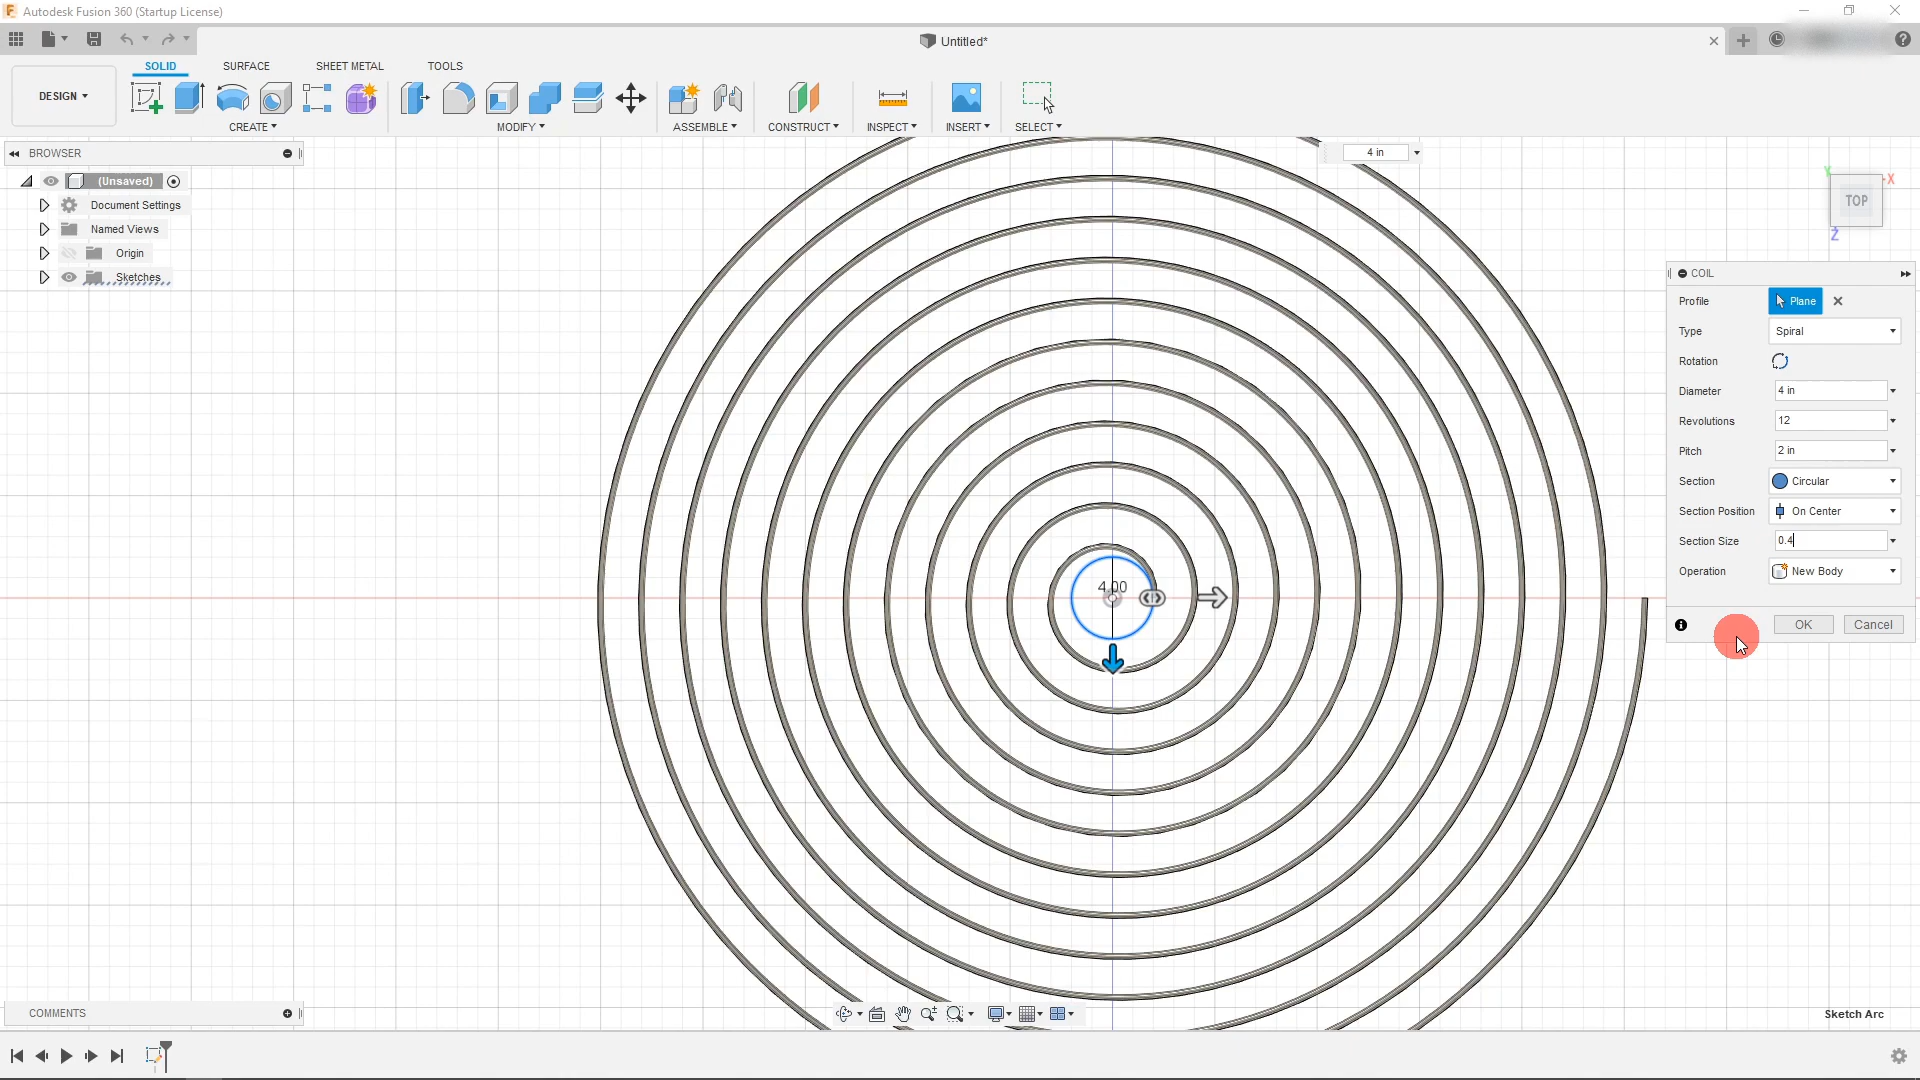 Autodesk Fusion 360 (Startup License)
Untitled*
SOLID SURFACE SHEET METAL TOOLS
DESIGN
CREATE MODIFY ASSEMBLE CONSTRUCT INSPECT INSERT SELECT
BROWSER
(Unsaved)
Document Settings
Named Views
Origin
Sketches
4 in
Y
X
TOP
Z
COIL
Profile Plane
Type Spiral
Rotation
Diameter 4 in
Revolutions 12
Pitch 2 in
Section Circular
Section Position On Center
Section Size 0.4
Operation New Body
OK Cancel
4.00
COMMENTS
Sketch Arc